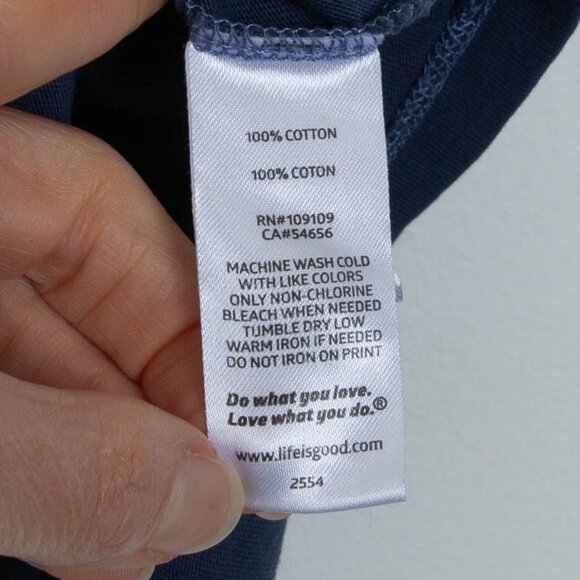 100% COTTON
100% COTON
RN#109109
CA#54656
MACHINE WASH COLD
WITH LIKE COLORS
ONLY NON-CHLORINE
BLEACH WHEN NEEDED
TUMBLE DRY LOW
WARM IRON IF NEEDED
DO NOT IRON ON PRINT
Do what you love.
Love what you do.®
www.lifeisgood.com
2554